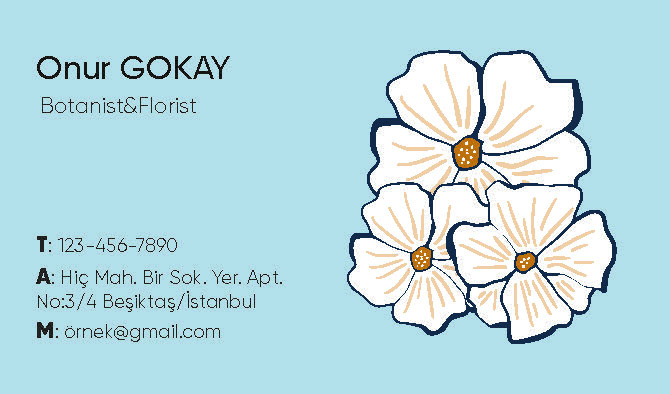 Onur GOKAY
Botanist&Florist
T: 123-456-7890
A: Hiç Mah. Bir Sok. Yer. Apt.
No:3/4 Beşiktaş/İstanbul
M: örnek@gmail.com